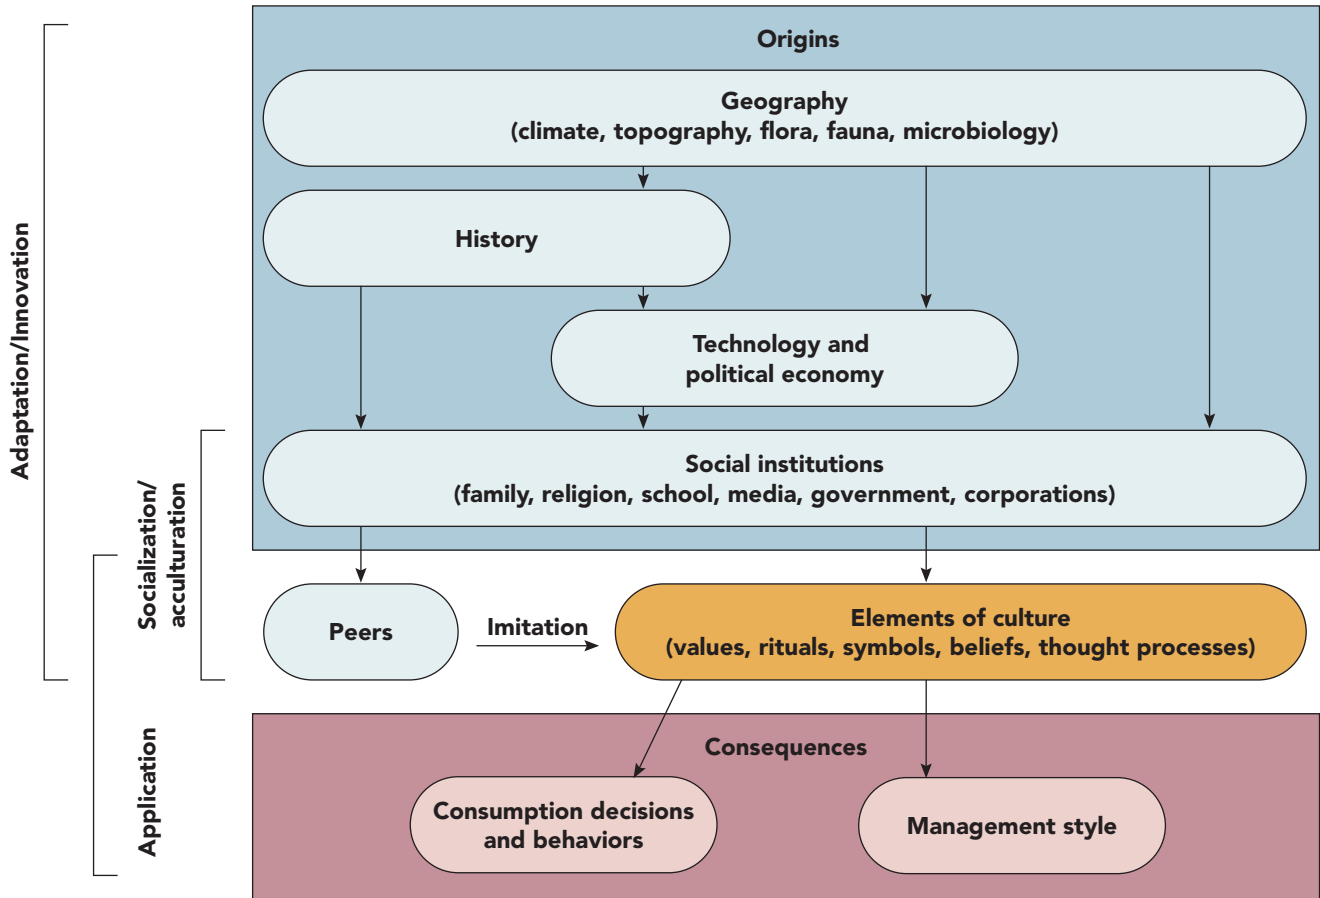 Origins
Geography
(climate, topography, flora, fauna, microbiology)
History
Technology and
political economy
Social institutions
(family, religion, school, media, government, corporations)
Peers
Imitation
Elements of culture
(values, rituals, symbols, beliefs, thought processes)
Consequences
Consumption decisions
and behaviors
Management style
Adaptation/Innovation
Socialization/
acculturation
Application